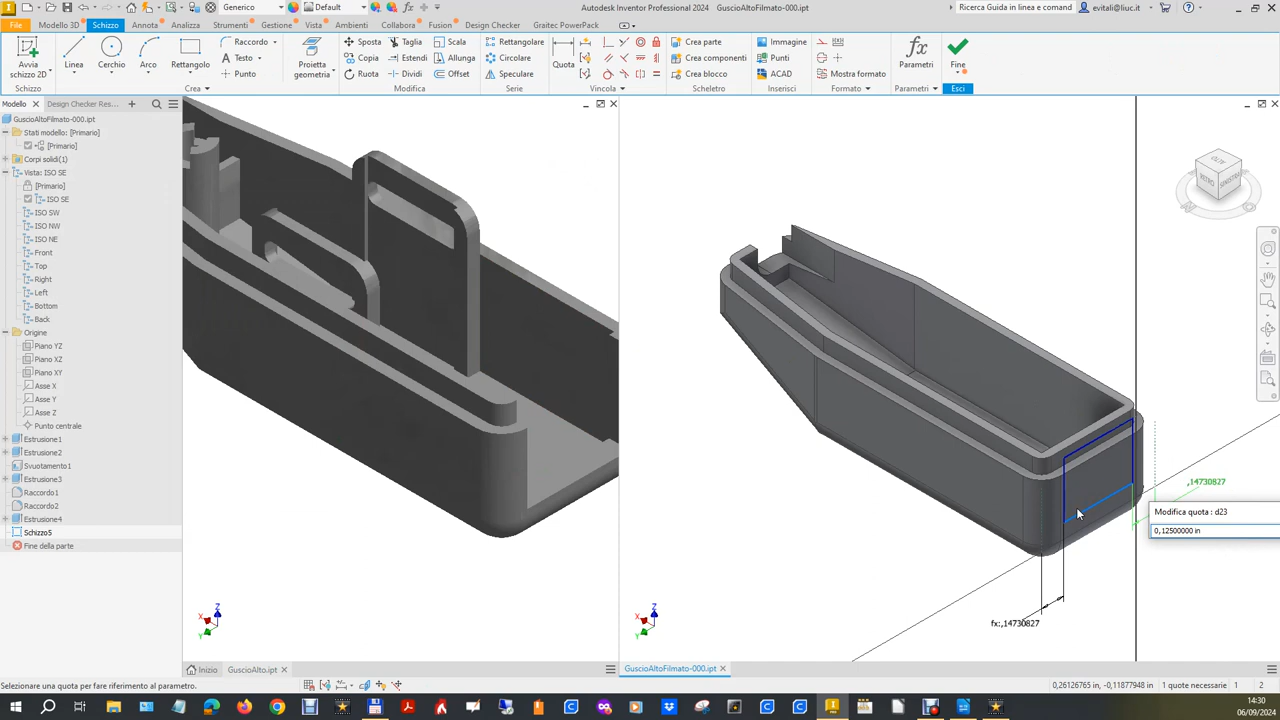 Generico
Default
Autodesk Inventor Professional 2024   GuscioAltoFilmato-000.ipt
Ricerca Guida in linea e comandi
evitali@liuc.it
File
Modello 3D
Schizzo
Annota
Analizza
Strumenti
Gestione
Vista
Ambienti
Collabora
Fusion
Design Checker
Graitec PowerPack
Avvia schizzo 2D
Linea
Cerchio
Arco
Rettangolo
Raccordo
Testo
Punto
Proietta geometria
Sposta
Copia
Ruota
Taglia
Estendi
Dividi
Scala
Allunga
Offset
Rettangolare
Circolare
Speculare
Quota
Crea parte
Crea componenti
Crea blocco
Immagine
Punti
ACAD
Mostra formato
fx
Parametri
Fine
Schizzo
Crea
Modifica
Serie
Vincola
Scheletro
Inserisci
Formato
Parametri
Esci
Modello
Design Checker Res...
GuscioAltoFilmato-000.ipt
Stati modello: [Primario]
[Primario]
Corpi solidi(1)
Vista: ISO SE
[Primario]
ISO SE
ISO SW
ISO NW
ISO NE
Front
Top
Right
Left
Bottom
Back
Origine
Piano YZ
Piano XZ
Piano XY
Asse X
Asse Y
Asse Z
Punto centrale
Estrusione1
Estrusione2
Svuotamento1
Estrusione3
Raccordo1
Raccordo2
Estrusione4
Schizzo5
Fine della parte
,14730827
Modifica quota : d23
0,12500000 in
fx:,14730827
Z
X
Y
Z
X
Y
Inizio
GuscioAlto.ipt
GuscioAltoFilmato-000.ipt
Selezionare una quota per fare riferimento al parametro.
0,26126765 in, -0,11877948 in
1 quote necessarie
1
2
14:30
06/09/2024